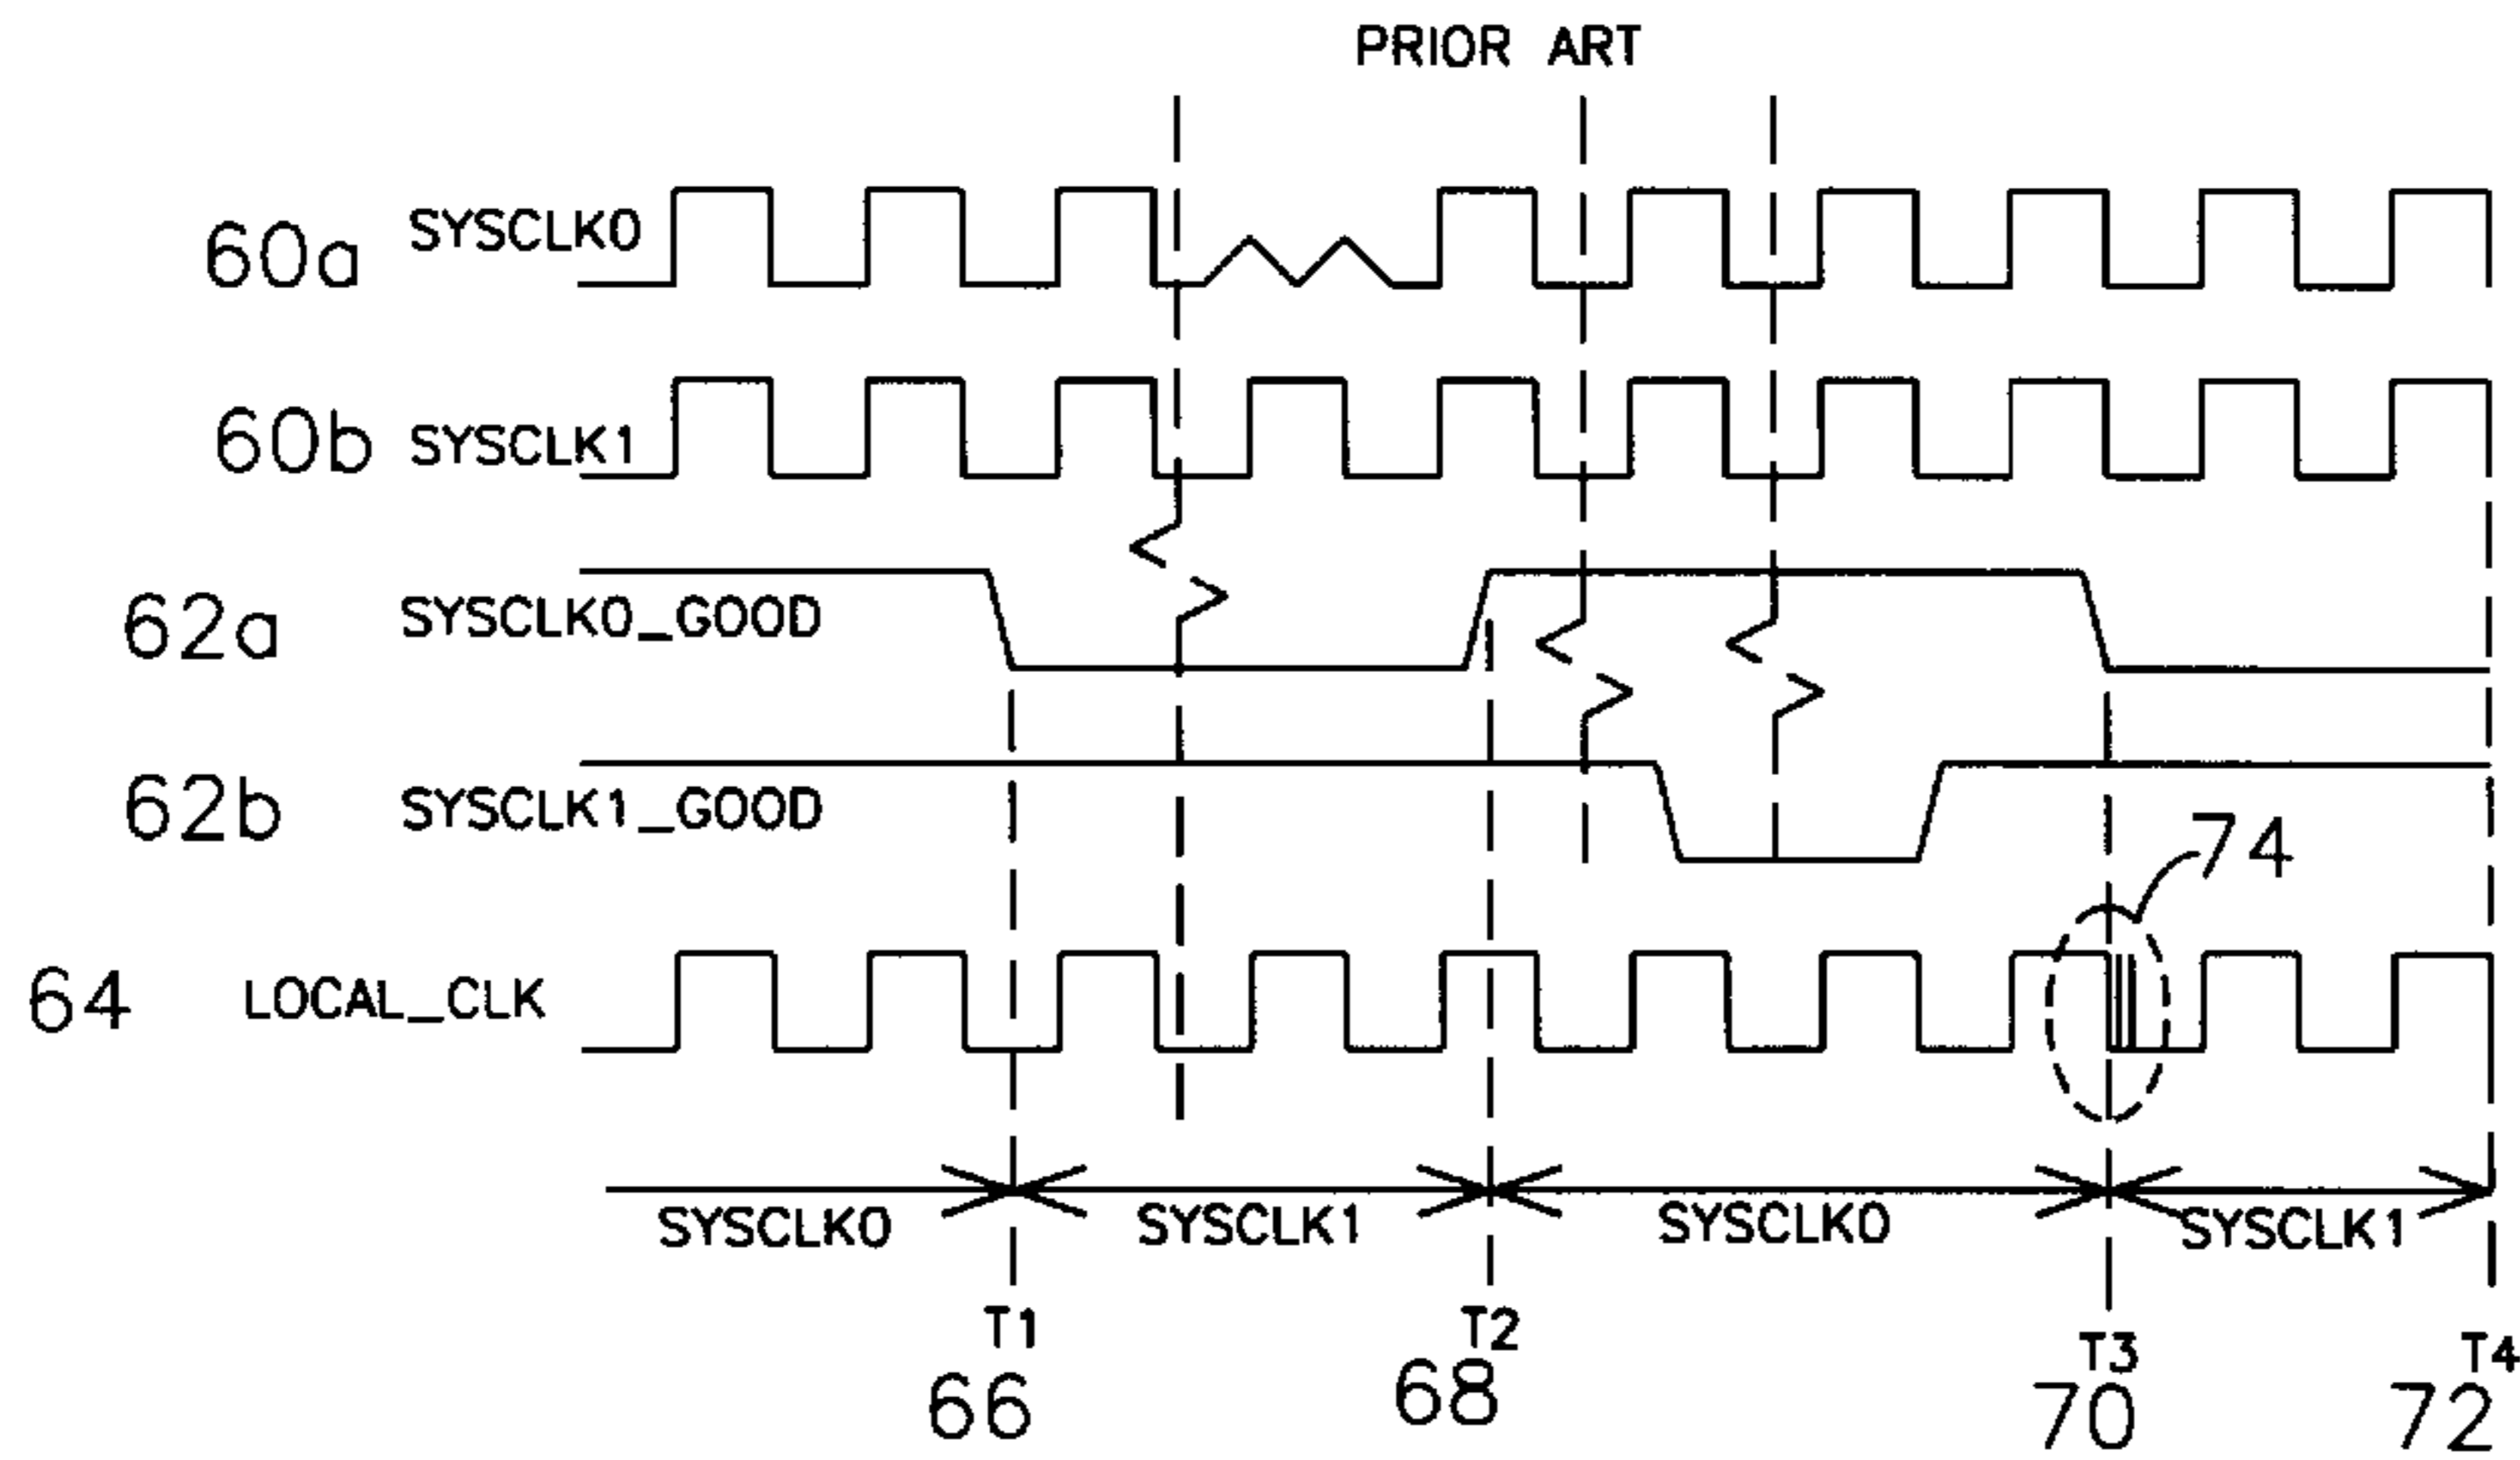 PRIOR ART
60a SYSCLK0
60b SYSCLK1
62a SYSCLK0_GOOD
62b SYSCLK1_GOOD
74
64 LOCAL_CLK
SYSCLK0 SYSCLK1 SYSCLK0 SYSCLK1
T1 T2 T3 T4
66 68 70 72